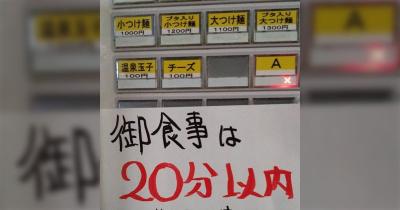 小つけ麺 1000円
ブタ入り 小つけ麺 1200円
大つけ麺 1100円
ブタ入り 大つけ麺 1300円
温泉玉子 100円
チーズ 100円
A
御食事は
20分以内